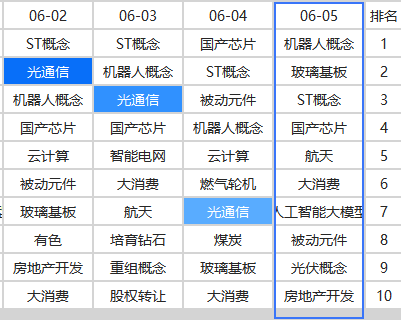 06-02 06-03 06-04 06-05 排名
ST概念 ST概念 国产芯片 机器人概念 1
光通信 机器人概念 ST概念 玻璃基板 2
机器人概念 光通信 被动元件 ST概念 3
国产芯片 国产芯片 机器人概念 国产芯片 4
云计算 智能电网 云计算 航天 5
被动元件 大消费 燃气轮机 大消费 6
玻璃基板 航天 光通信 人工智能大模型 7
有色 培育钻石 煤炭 被动元件 8
房地产开发 重组概念 玻璃基板 光伏概念 9
大消费 股权转让 大消费 房地产开发 10